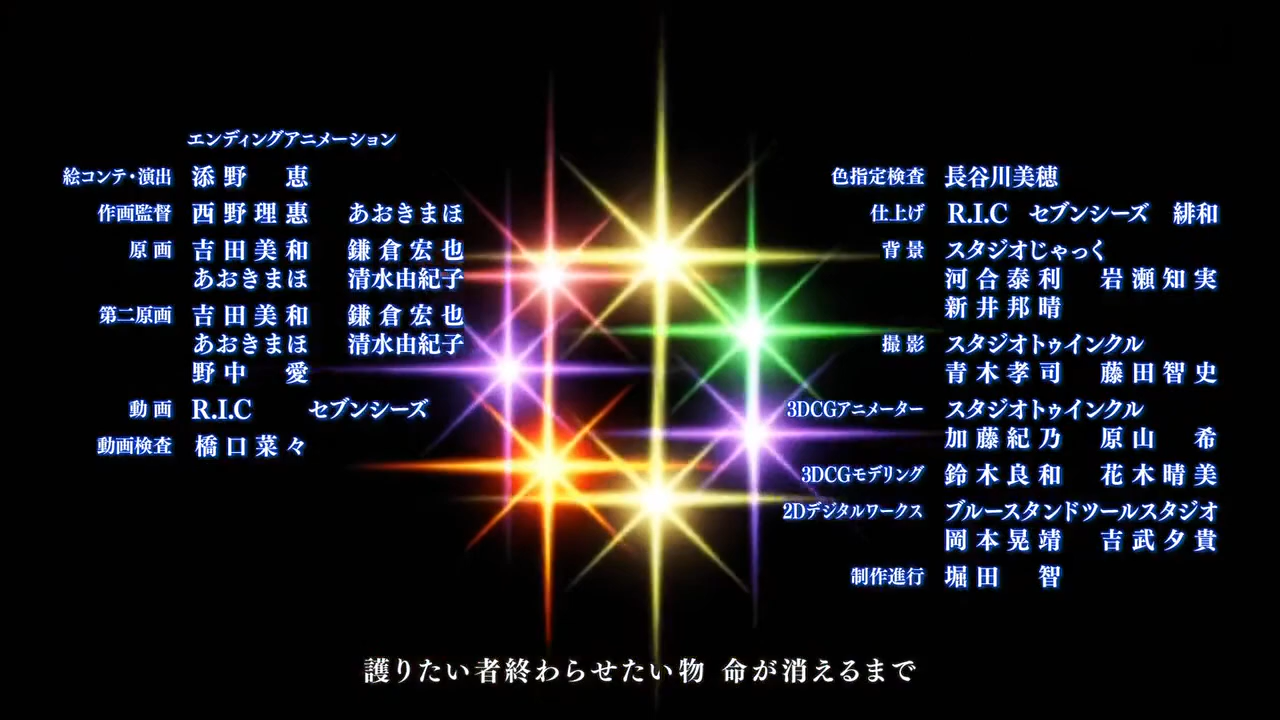 エンディングアニメーション
絵コンテ・演出 添野 恵
作画監督 西野理恵 あおきまほ
原画 吉田美和 鎌倉宏也
あおきまほ 清水由紀子
第二原画 吉田美和 鎌倉宏也
あおきまほ 清水由紀子
野中 愛
動画 R.I.C セブンシーズ
動画検査 橋口菜々
色指定検査 長谷川美穂
仕上げ R.I.C セブンシーズ 緋和
背景 スタジオじゃっく
河合泰利 岩瀬知実
新井邦晴
撮影 スタジオトゥインクル
青木孝司 藤田智史
3DCGアニメーター スタジオトゥインクル
加藤紀乃 原山 希
3DCGモデリング 鈴木良和 花木晴美
2Dデジタルワークス ブルースタンドツールスタジオ
岡本晃靖 吉武夕貴
制作進行 堀田 智
護りたい者終わらせたい物 命が消えるまで